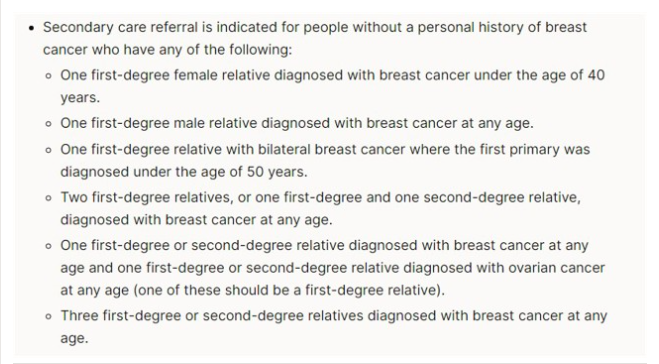 • Secondary care referral is indicated for people without a personal history of breast
cancer who have any of the following:
o One first-degree female relative diagnosed with breast cancer under the age of 40
years.
o One first-degree male relative diagnosed with breast cancer at any age.
o One first-degree relative with bilateral breast cancer where the first primary was
diagnosed under the age of 50 years.
o Two first-degree relatives, or one first-degree and one second-degree relative,
diagnosed with breast cancer at any age.
o One first-degree or second-degree relative diagnosed with breast cancer at any
age and one first-degree or second-degree relative diagnosed with ovarian cancer
at any age (one of these should be a first-degree relative).
o Three first-degree or second-degree relatives diagnosed with breast cancer at any
age.